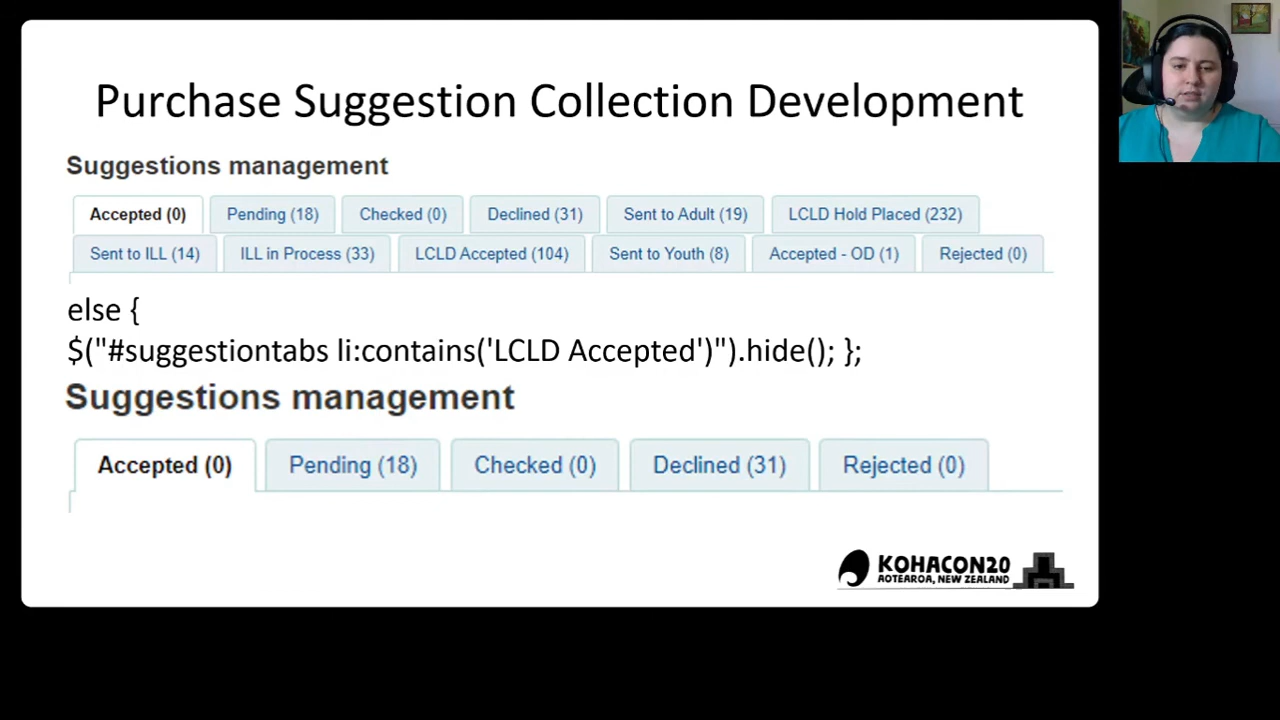 Purchase Suggestion Collection Development
Suggestions management
Accepted (0) Pending (18) Checked (0) Declined (31) Sent to Adult (19) LCLD Hold Placed (232)
Sent to ILL (14) ILL in Process (33) LCLD Accepted (104) Sent to Youth (8) Accepted - OD (1) Rejected (0)
else {
$("#suggestiontabs li:contains('LCLD Accepted')").hide(); };
Suggestions management
Accepted (0) Pending (18) Checked (0) Declined (31) Rejected (0)
KOHACON20
AOTEAROA, NEW ZEALAND